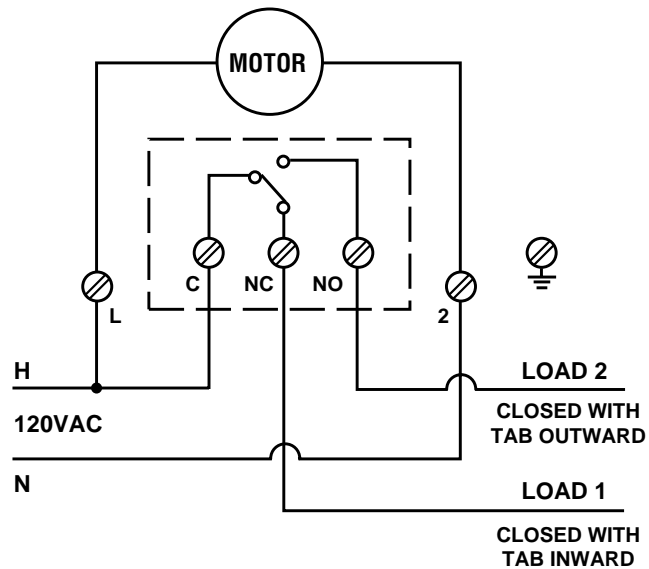 MOTOR
C
NC
NO
L
2
H
LOAD 2
120VAC
CLOSED WITH
TAB OUTWARD
N
LOAD 1
CLOSED WITH
TAB INWARD